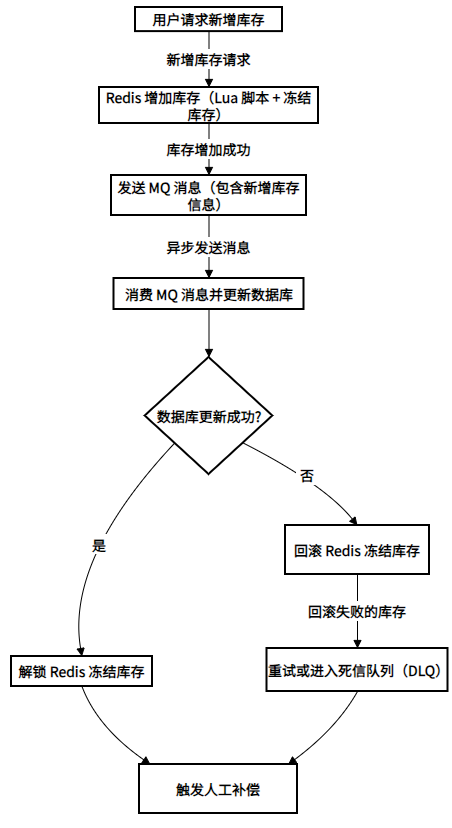 用户请求新增库存
新增库存请求
Redis 增加库存（Lua 脚本 + 冻结
库存）
库存增加成功
发送 MQ 消息（包含新增库存
信息）
异步发送消息
消费 MQ 消息并更新数据库
数据库更新成功?
否
是
回滚 Redis 冻结库存
回滚失败的库存
解锁 Redis 冻结库存
重试或进入死信队列（DLQ）
触发人工补偿